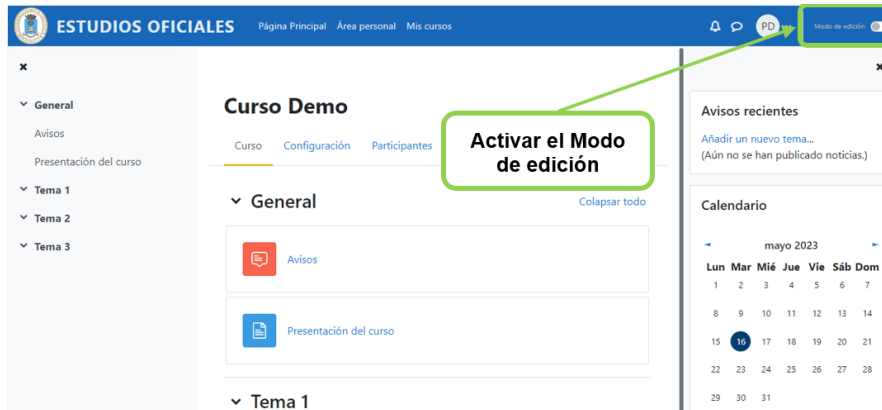 ESTUDIOS OFICIALES
Página Principal Área personal Mis cursos
PD
Modo de edición
General
Avisos
Presentación del curso
Tema 1
Tema 2
Tema 3
Curso Demo
Curso Configuración Participantes
Activar el Modo
de edición
General
Colapsar todo
Avisos
Presentación del curso
Tema 1
Avisos recientes
Añadir un nuevo tema...
(Aún no se han publicado noticias.)
Calendario
mayo 2023
Lun Mar Mié Jue Vie Sáb Dom
1 2 3 4 5 6 7
8 9 10 11 12 13 14
15 16 17 18 19 20 21
22 23 24 25 26 27 28
29 30 31